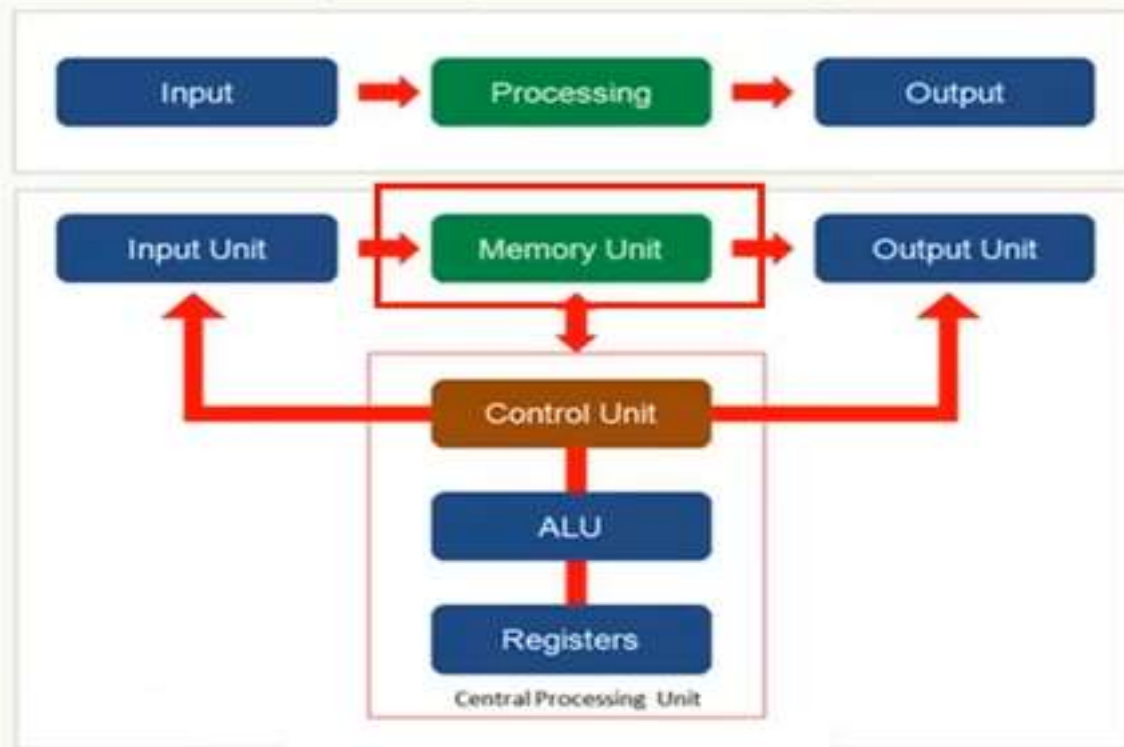 Input
Processing
Output
Input Unit
Memory Unit
Output Unit
Control Unit
ALU
Registers
Central Processing Unit